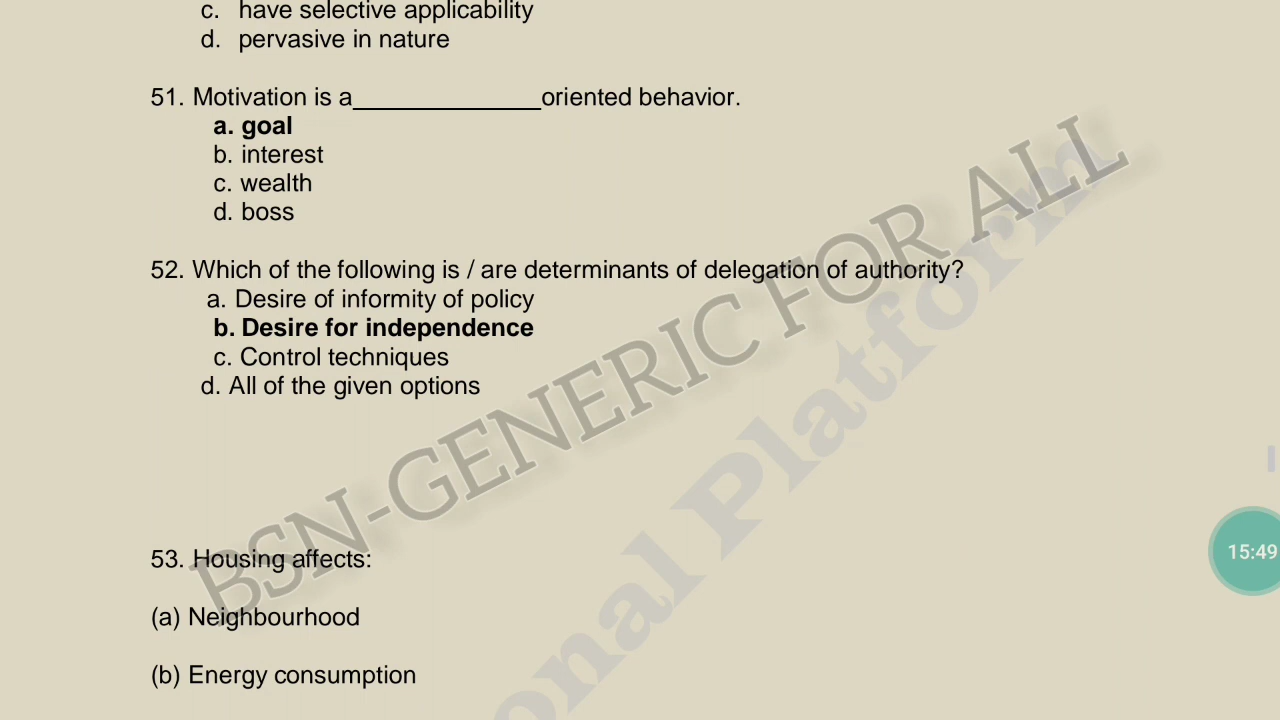 c. have selective applicability
d. pervasive in nature
51. Motivation is a______________oriented behavior.
a. goal
b. interest
c. wealth
d. boss
52. Which of the following is / are determinants of delegation of authority?
a. Desire of informity of policy
b. Desire for independence
c. Control techniques
d. All of the given options
BSN-GENERIC FOR ALL
onal Platform
53. Housing affects:
(a) Neighbourhood
(b) Energy consumption
15:49